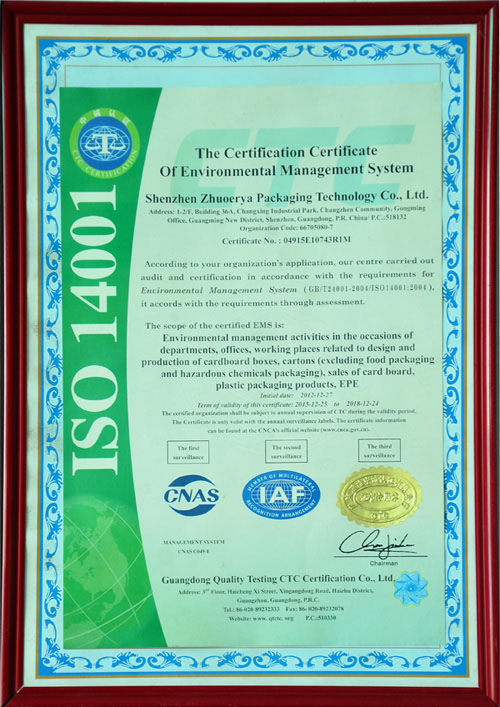 CTC
CTC CERTIFICATION
ISO 14001
The Certification Certificate
Of Environmental Management System
Shenzhen Zhuoerya Packaging Technology Co., Ltd.
Address: 1-2/F, Building 36A, Changxing Industrial Park, Changzhen Community, Gongming
Office, Guangming New District, Shenzhen, Guangdong, P.R. China/ P.C.:518132
Organization Code: 66705080-7
Certificate No. : 04915E10743R1M
According to your organization's application, our centre carried out
audit and certification in accordance with the requirements for
Environmental Management System (GB/T24001-2004/ISO14001:2004),
it accords with the requirements through assessment.
The scope of the certified EMS is:
Environmental management activities in the occasions of
departments, offices, working places related to design and
production of cardboard boxes, cartons (excluding food packaging
and hazardous chemicals packaging), sales of card board,
plastic packaging products, EPE
Initial date: 2012-12-27
Term of validity of this certificate: 2015-12-25 to 2018-12-24
The certified organization shall be subject to annual supervision of CTC during the validity period.
The Certificate is only valid with the annual surveillance labels. The certificate information
can be found at the CNCA's official website (www.cnca.gov.cn).
The first
surveillance
The second
surveillance
The third
surveillance
CNAS
MEMBER OF MULTILATERAL
IAF
RECOGNITION ARRANGEMENT
CTC
MANAGEMENT SYSTEM
CNAS C049-E
Chairman
Guangdong Quality Testing CTC Certification Co., Ltd.
Address: 3rd Floor, Haicheng Xi Street, Xingangdong Road, Haizhu District,
Guangzhou, Guangdong, P.R.C.
Tel.: 86-020-89232333 Fax: 86- 020-89232078
Website: www. qtctc. org P.C.:510330